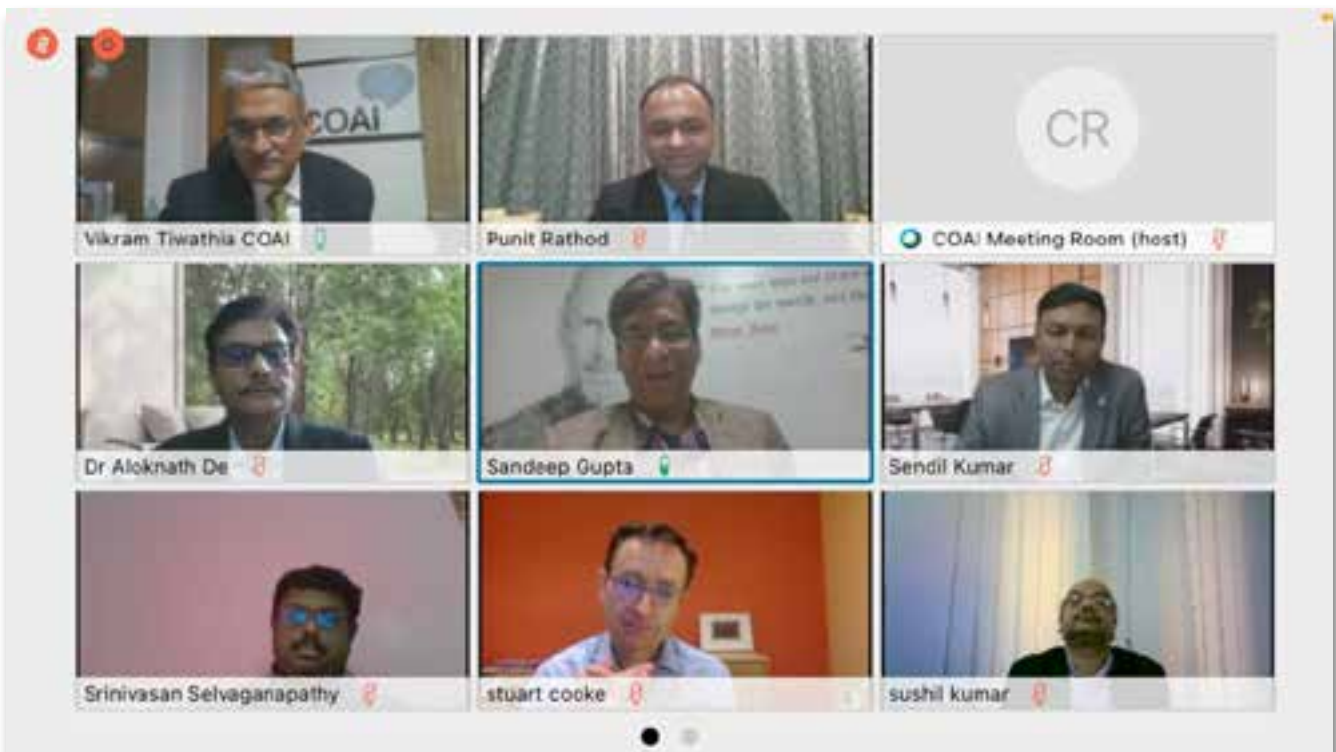 COAI
Vikram Tiwathia COAI
Punit Rathod
CR
COAI Meeting Room (host)
Dr Aloknath De
Sandeep Gupta
Sendil Kumar
Srinivasan Selvaganapathy
stuart cooke
sushil kumar